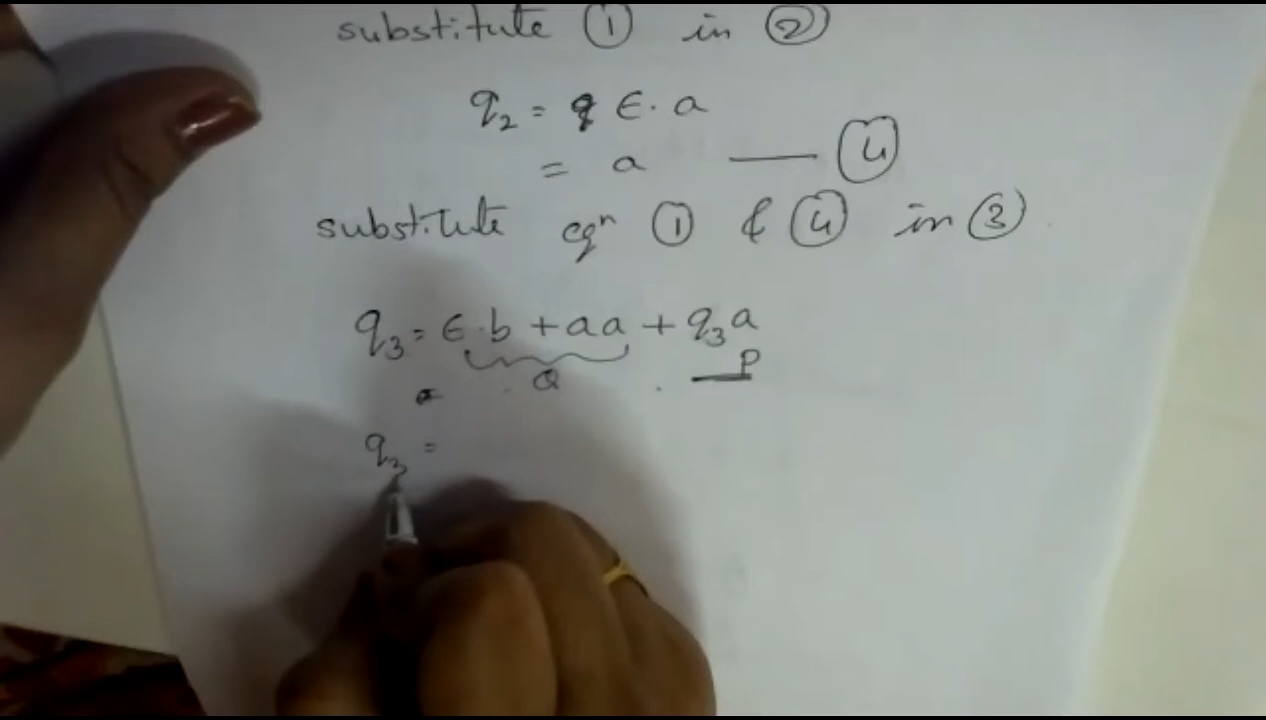 substitute ① in ②
q₂ = ϵ · a
= a —— ④
substitute eqⁿ ① & ④ in ③
q₃ = ϵ · b + aa + q₃a
Q P
q₃ =